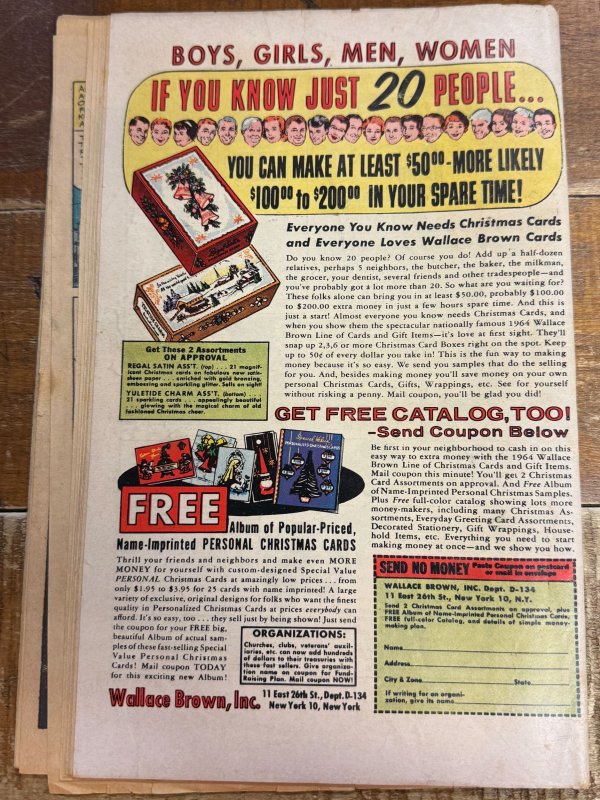 BOYS, GIRLS, MEN, WOMEN
IF YOU KNOW JUST 20 PEOPLE...
YOU CAN MAKE AT LEAST $50.00-MORE LIKELY
$100.00 to $200.00 IN YOUR SPARE TIME!
Everyone You Know Needs Christmas Cards
and Everyone Loves Wallace Brown Cards
Do you know 20 people? Of course you do! Add up a half-dozen
relatives, perhaps 5 neighbors, the butcher, the baker, the milkman,
the grocer, your dentist, several friends and other tradespeople—and
you've probably got a lot more than 20. So what are you waiting for?
These folks alone can bring you in at least $50.00, probably $100.00
to $200.00 extra money in just a few hours spare time. And this is
just a start! Almost everyone you know needs Christmas Cards, and
when you show them the spectacular nationally famous 1964 Wallace
Brown Line of Cards and Gift Items—it's love at first sight. They'll
snap up 2,3,6 or more Christmas Card Boxes right on the spot. Keep
up to 50¢ of every dollar you take in! This is the fun way to making
money because it's so easy. We send you samples that do the selling
for you. And, besides making money you'll save money on your own
personal Christmas Cards, Gifts, Wrappings, etc. See for yourself
without risking a penny. Mail coupon, you'll be glad you did!
Get These 2 Assortments
ON APPROVAL
REGAL SATIN ASS'T. (top) . . . 21 magnif-
icent Christmas cards on fabulous new satin-
sheen paper . . . enriched with gold bronzing,
embossing and sparkling glitter. Sells on sight!
YULETIDE CHARM ASS'T. (bottom) . . .
21 sparkling cards . . . appealingly beautiful
. . . glowing with the magical charm of old
fashioned Christmas cheer.
GET FREE CATALOG, TOO!
-Send Coupon Below
Be first in your neighborhood to cash in on this
easy way to extra money with the 1964 Wallace
Brown Line of Christmas Cards and Gift Items.
Mail coupon this minute! You'll get 2 Christmas
Card Assortments on approval. And Free Album
of Name-Imprinted Personal Christmas Samples.
Plus Free full-color catalog showing lots more
money-makers, including many Christmas As-
sortments, Everyday Greeting Card Assortments,
Decorated Stationery, Gift Wrappings, House-
hold Items, etc. Everything you need to start
making money at once—and we show you how.
FREE
Album of Popular-Priced,
Name-Imprinted PERSONAL CHRISTMAS CARDS
Thrill your friends and neighbors and make even MORE
MONEY for yourself with custom-designed Special Value
PERSONAL Christmas Cards at amazingly low prices . . . from
only $1.95 to $3.95 for 25 cards with name imprinted! A large
variety of exclusive, original designs for folks who want the finest
quality in Personalized Christmas Cards at prices everybody can
afford. It's so easy, too . . . they sell just by being shown! Just send
the coupon for your FREE big,
beautiful Album of actual sam-
ples of these fast-selling Special
Value Personal Christmas
Cards! Mail coupon TODAY
for this exciting new Album!
ORGANIZATIONS:
Churches, clubs, veterans' auxil-
iaries, etc. can now add hundreds
of dollars to their treasuries with
these fast sellers. Give organiza-
tion name on coupon for Fund-
Raising Plan. Mail coupon NOW!
Wallace Brown, Inc. 11 East 26th St., Dept. D-134
New York 10, New York
SEND NO MONEY Paste Coupon on postcard
or mail in envelope
WALLACE BROWN, INC. Dept. D-134
11 East 26th St., New York 10, N.Y.
Send 2 Christmas Card Assortments on approval, plus
FREE Album of Name-Imprinted Personal Christmas Cards,
FREE full-color Catalog, and details of simple money-
making plan.
Name
Address
City & Zone State
If writing for an organi-
zation, give its name